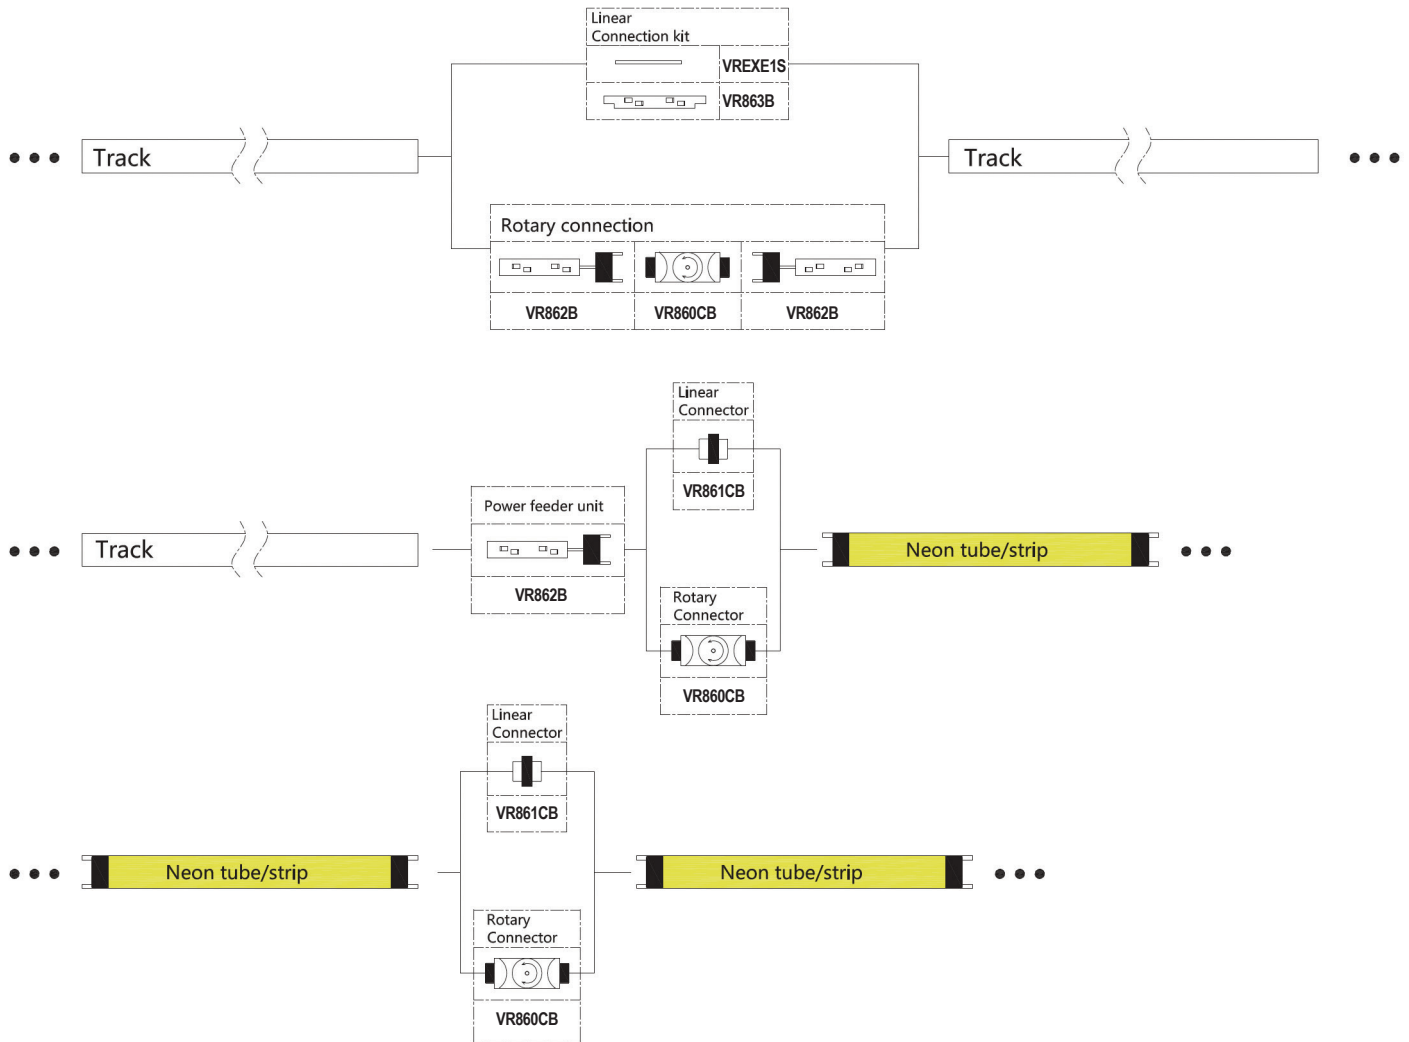 Linear
Connection kit
VREXE1S
VR863B
Track
Track
Rotary connection
VR862B
VR860CB
VR862B
Linear
Connector
VR861CB
Power feeder unit
VR862B
Track
Neon tube/strip
Rotary
Connector
VR860CB
Linear
Connector
VR861CB
Neon tube/strip
Neon tube/strip
Rotary
Connector
VR860CB